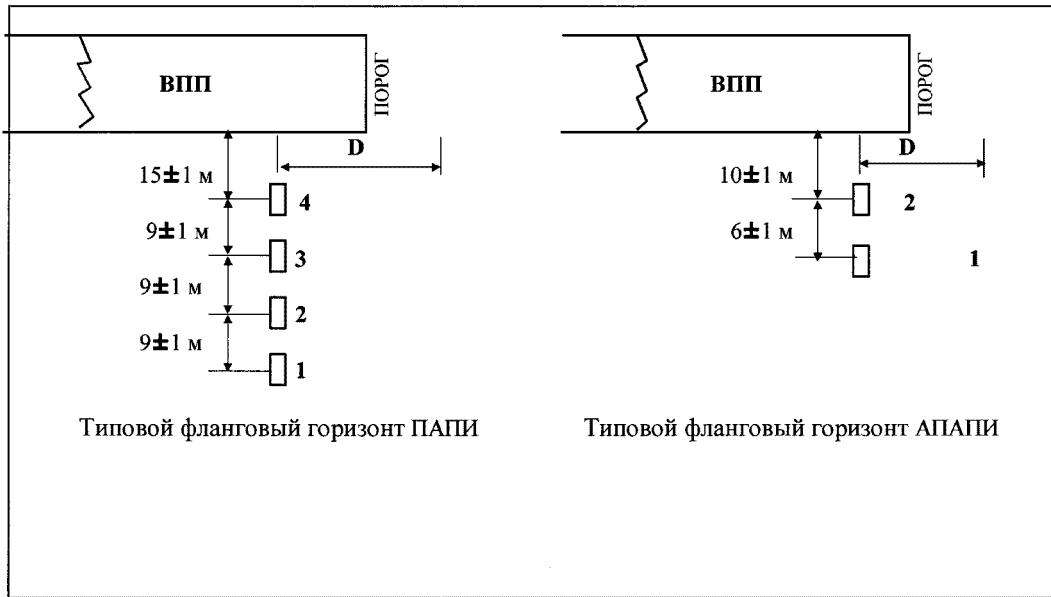 ВПП
ПОРОГ
D
15±1 м
4
9±1 м
3
9±1 м
2
9±1 м
1
Типовой фланговый горизонт ПАПИ
ВПП
ПОРОГ
D
10±1 м
2
6±1 м
1
Типовой фланговый горизонт АПАПИ